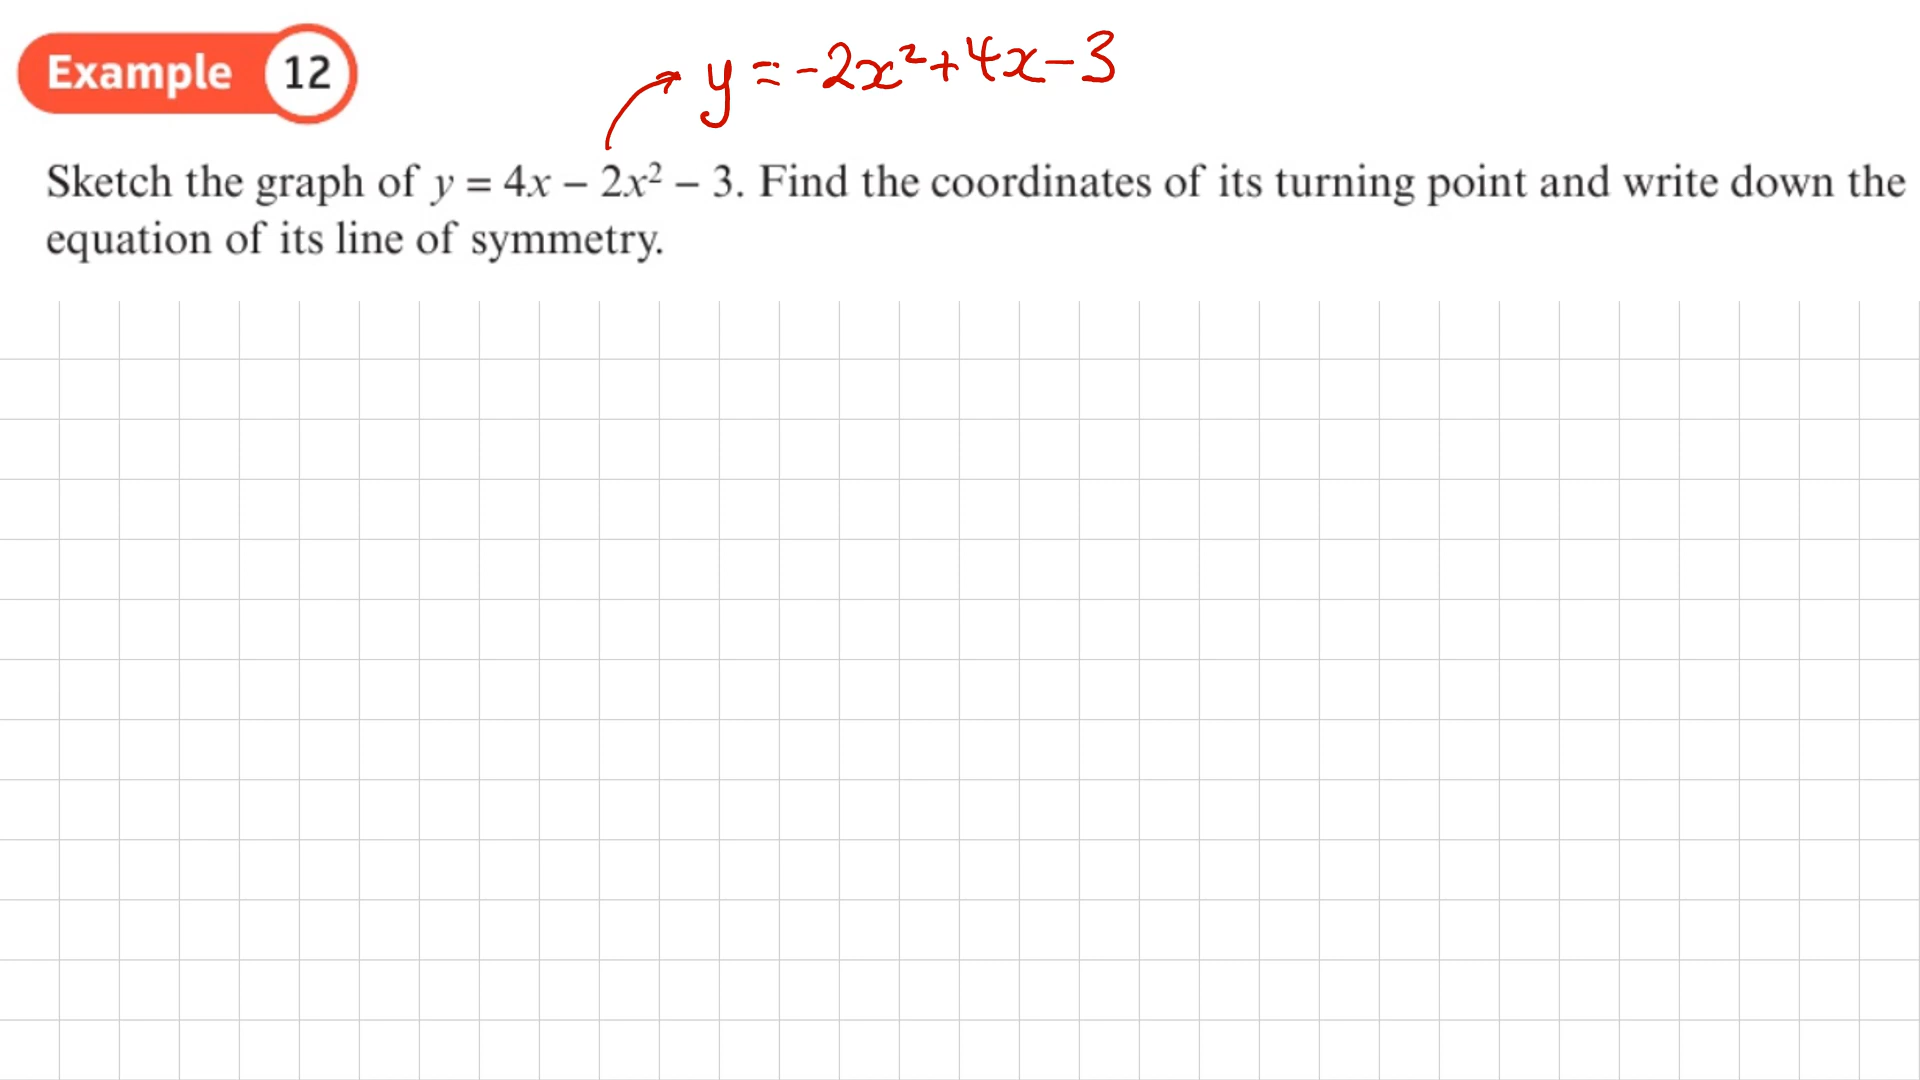 Example 12
y = -2x²+4x-3
Sketch the graph of y = 4x – 2x² – 3. Find the coordinates of its turning point and write down the
equation of its line of symmetry.